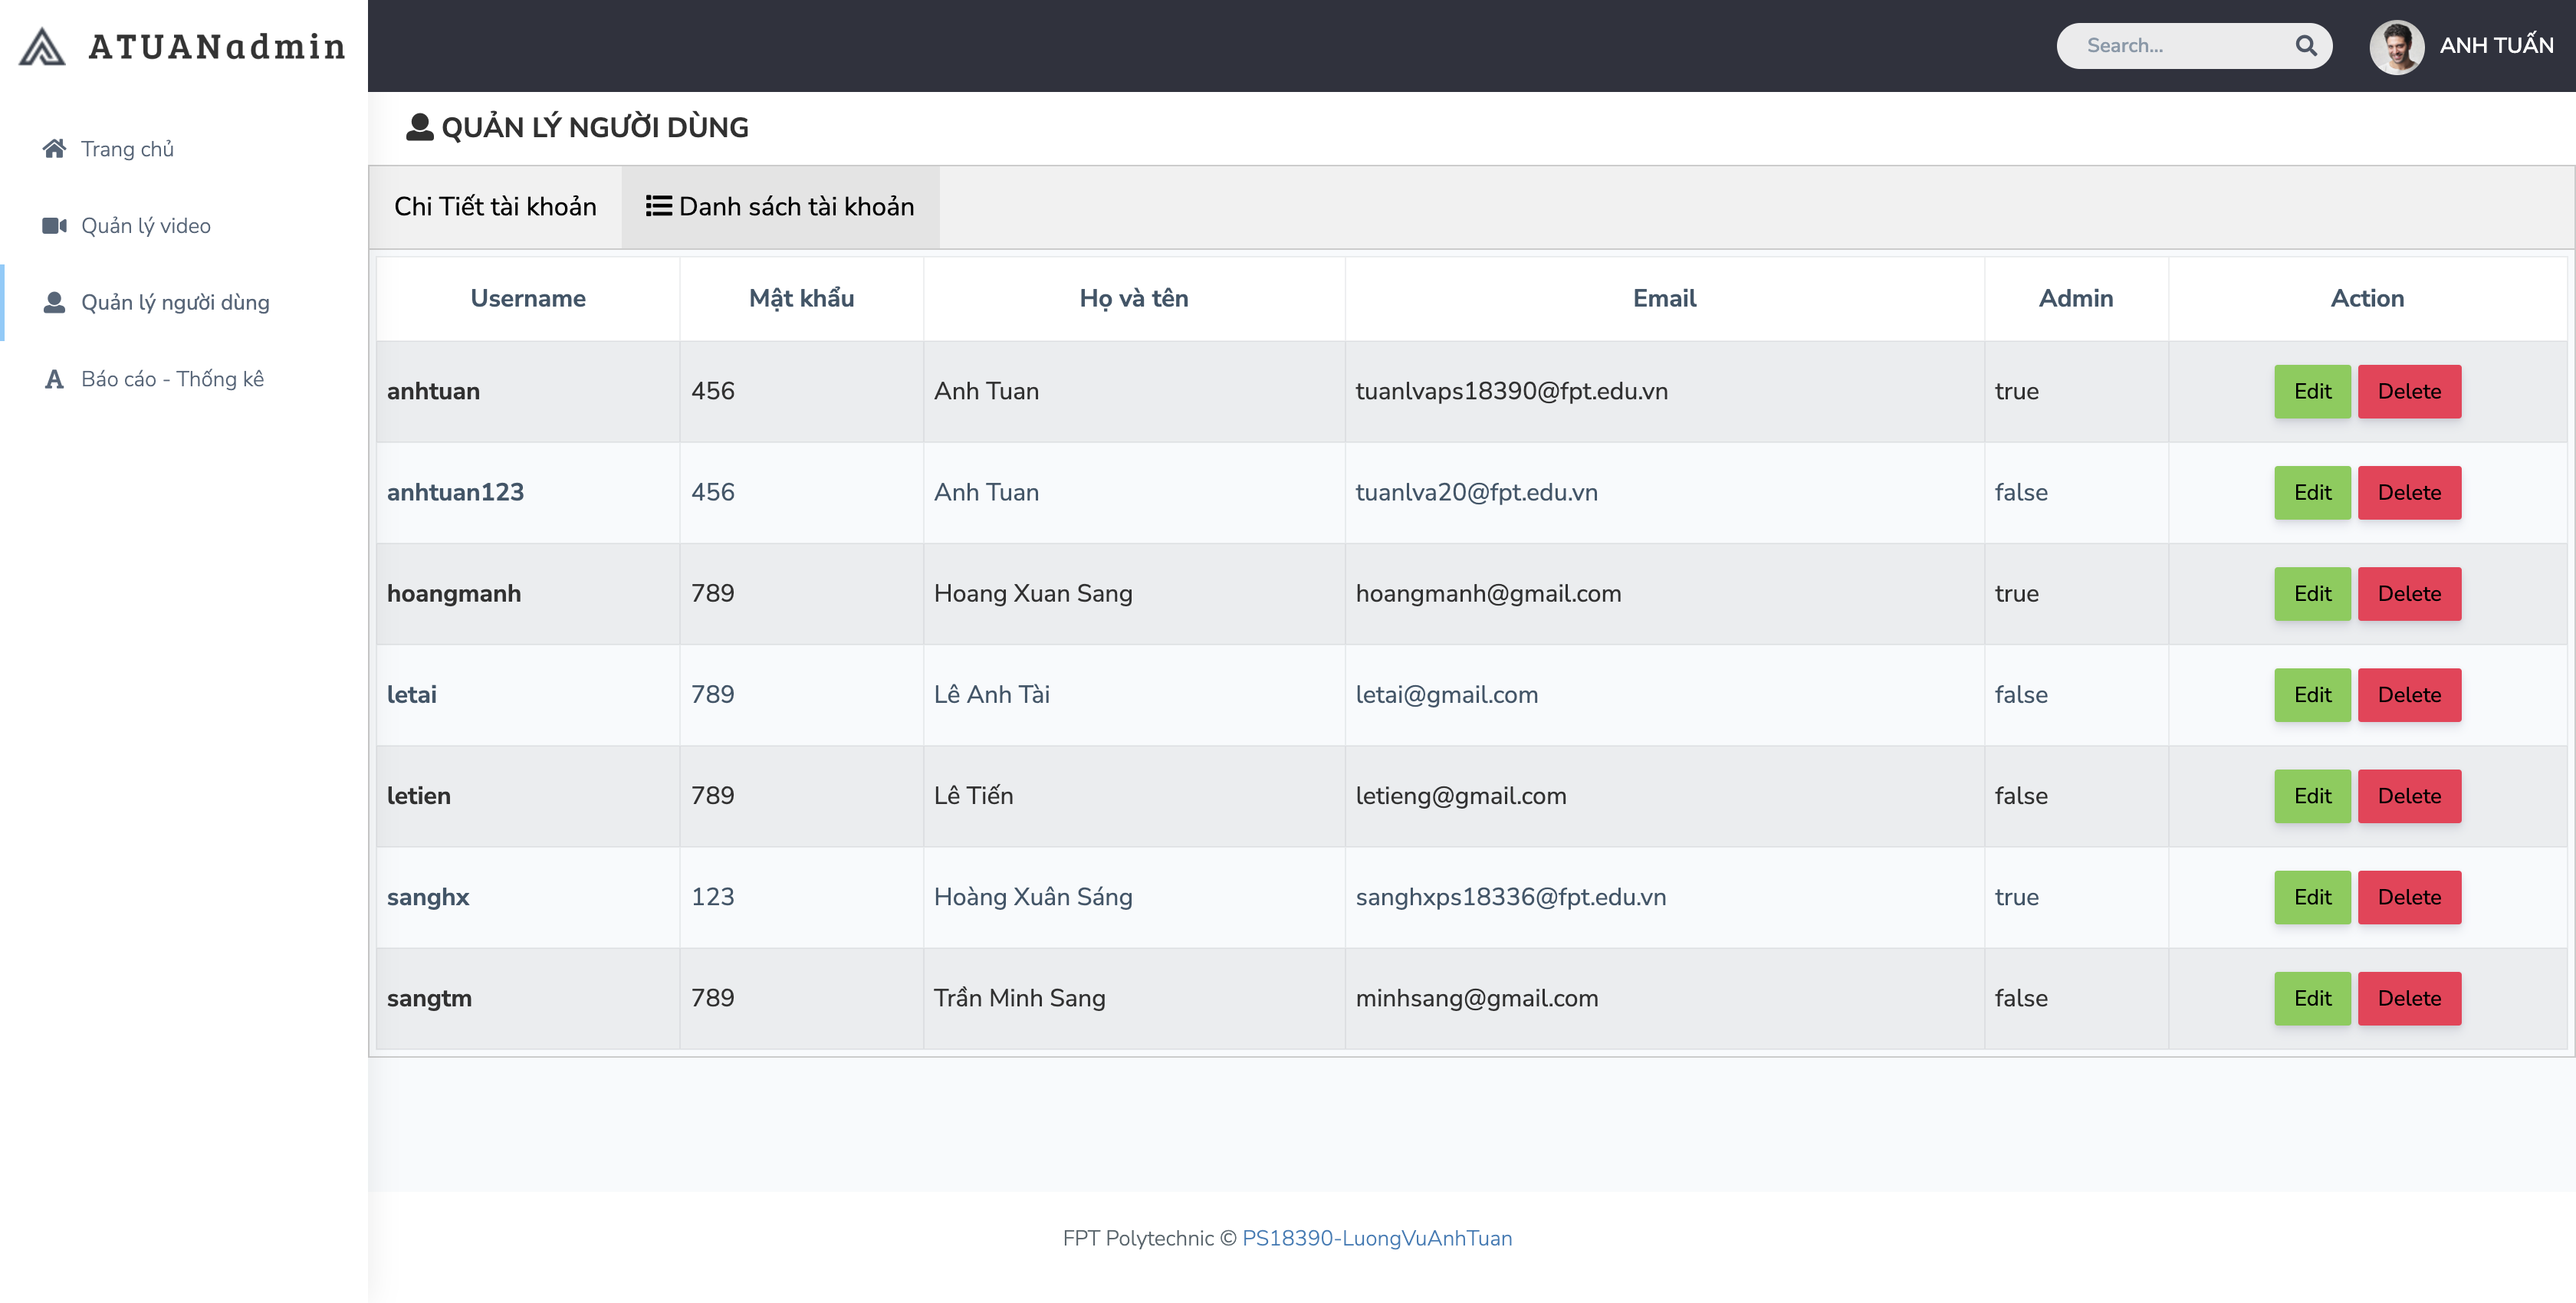 ATUANadmin
Search...
ANH TUẤN
Trang chủ
Quản lý video
Quản lý người dùng
Báo cáo - Thống kê
QUẢN LÝ NGƯỜI DÙNG
Chi Tiết tài khoản Danh sách tài khoản
Username Mật khẩu Họ và tên Email Admin Action
anhtuan 456 Anh Tuan tuanlvaps18390@fpt.edu.vn true Edit Delete
anhtuan123 456 Anh Tuan tuanlva20@fpt.edu.vn false Edit Delete
hoangmanh 789 Hoang Xuan Sang hoangmanh@gmail.com true Edit Delete
letai 789 Lê Anh Tài letai@gmail.com false Edit Delete
letien 789 Lê Tiến letieng@gmail.com false Edit Delete
sanghx 123 Hoàng Xuân Sáng sanghxps18336@fpt.edu.vn true Edit Delete
sangtm 789 Trần Minh Sang minhsang@gmail.com false Edit Delete
FPT Polytechnic © PS18390-LuongVuAnhTuan